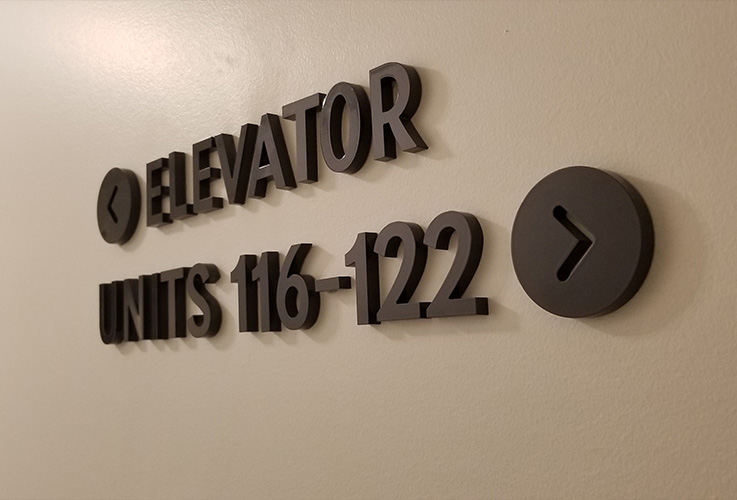 < ELEVATOR
UNITS 116-122 >